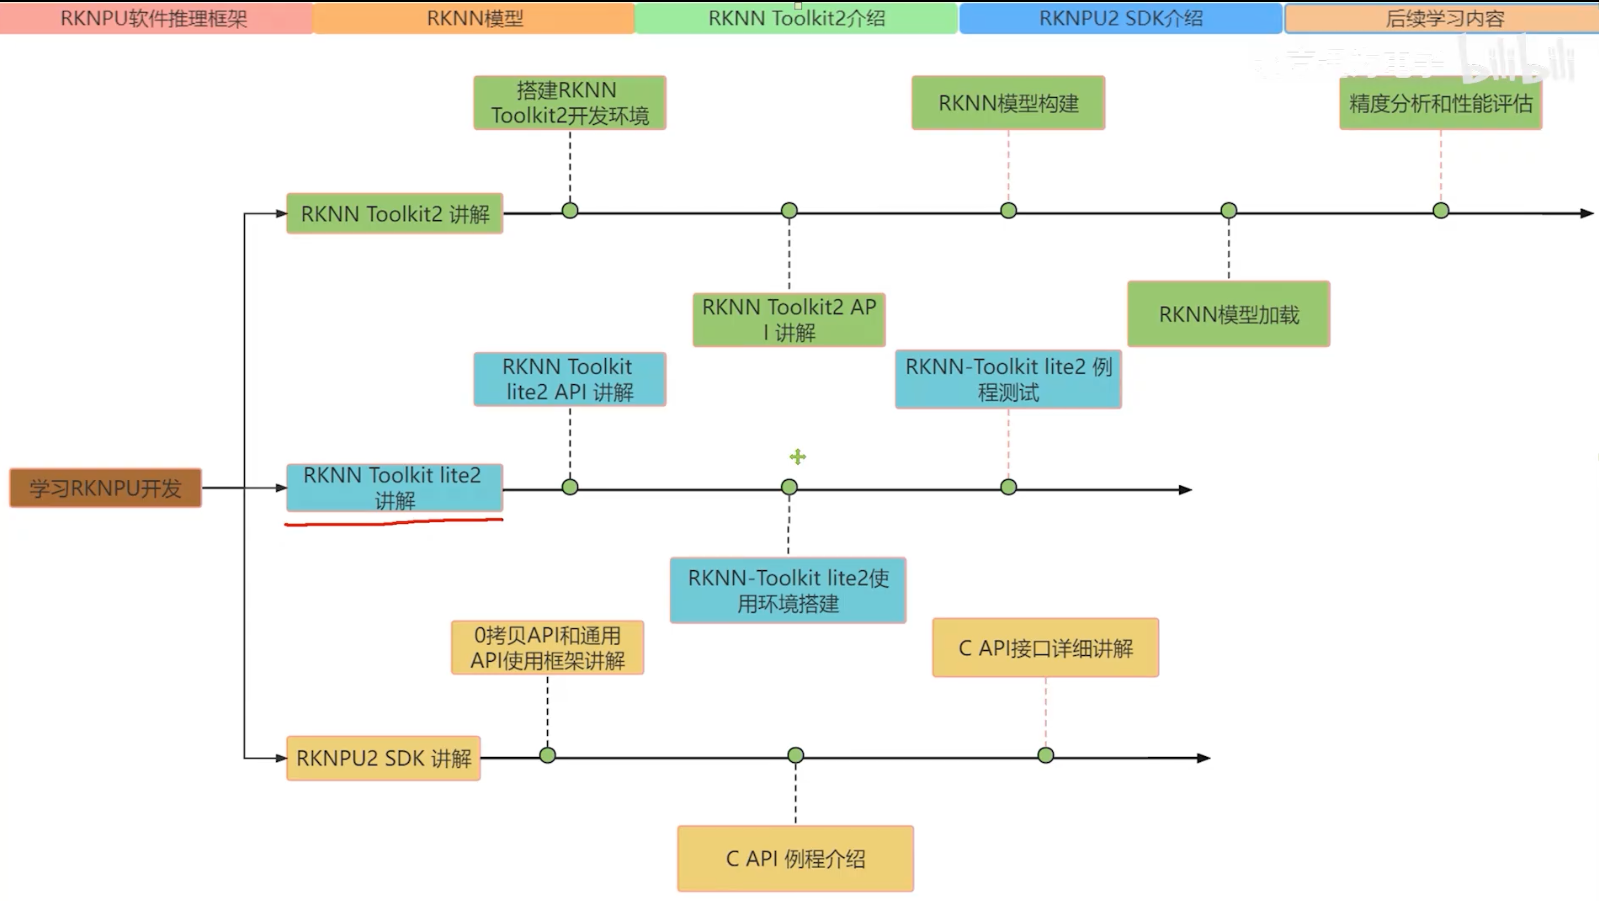 RKNPU软件推理框架
RKNN模型
RKNN Toolkit2介绍
RKNPU2 SDK介绍
后续学习内容
bilibili
搭建RKNN
Toolkit2开发环境
RKNN模型构建
精度分析和性能评估
RKNN Toolkit2 讲解
RKNN Toolkit2 AP
I 讲解
RKNN模型加载
RKNN Toolkit
lite2 API 讲解
RKNN-Toolkit lite2 例
程测试
学习RKNPU开发
RKNN Toolkit lite2
讲解
RKNN-Toolkit lite2使
用环境搭建
0拷贝API和通用
API使用框架讲解
C API接口详细讲解
RKNPU2 SDK 讲解
C API 例程介绍